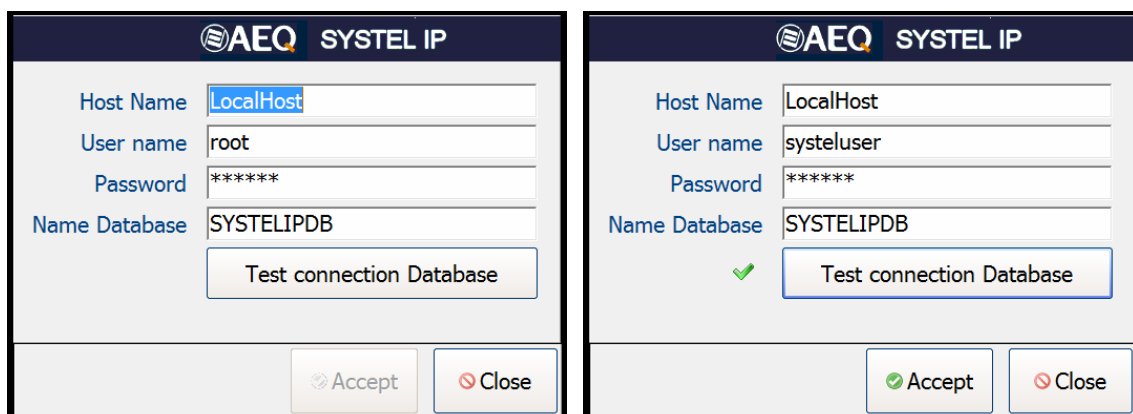 AEQ SYSTEL IP
Host Name LocalHost
User name root
Password ******
Name Database SYSTELIPDB
Test connection Database
Accept Close
AEQ SYSTEL IP
Host Name LocalHost
User name systeluser
Password ******
Name Database SYSTELIPDB
Test connection Database
Accept Close